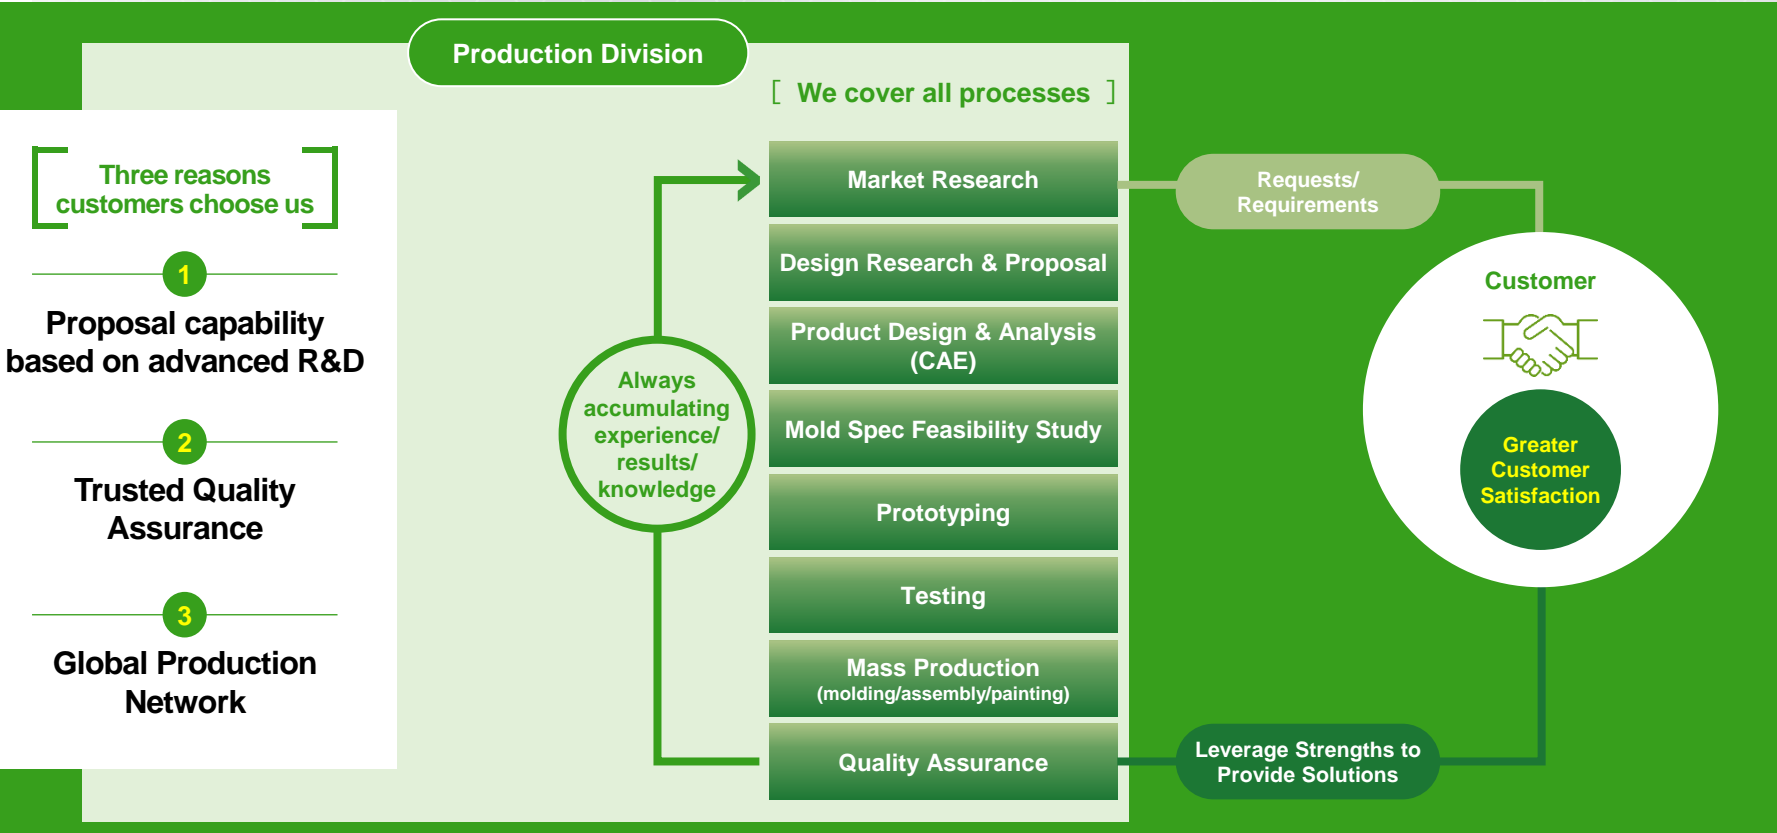 Production Division
[ We cover all processes ]
Three reasons
customers choose us
1
Proposal capability
based on advanced R&D
2
Trusted Quality
Assurance
3
Global Production
Network
Always
accumulating
experience/
results/
knowledge
Market Research
Design Research & Proposal
Product Design & Analysis
(CAE)
Mold Spec Feasibility Study
Prototyping
Testing
Mass Production
(molding/assembly/painting)
Quality Assurance
Requests/
Requirements
Customer
Greater
Customer
Satisfaction
Leverage Strengths to
Provide Solutions